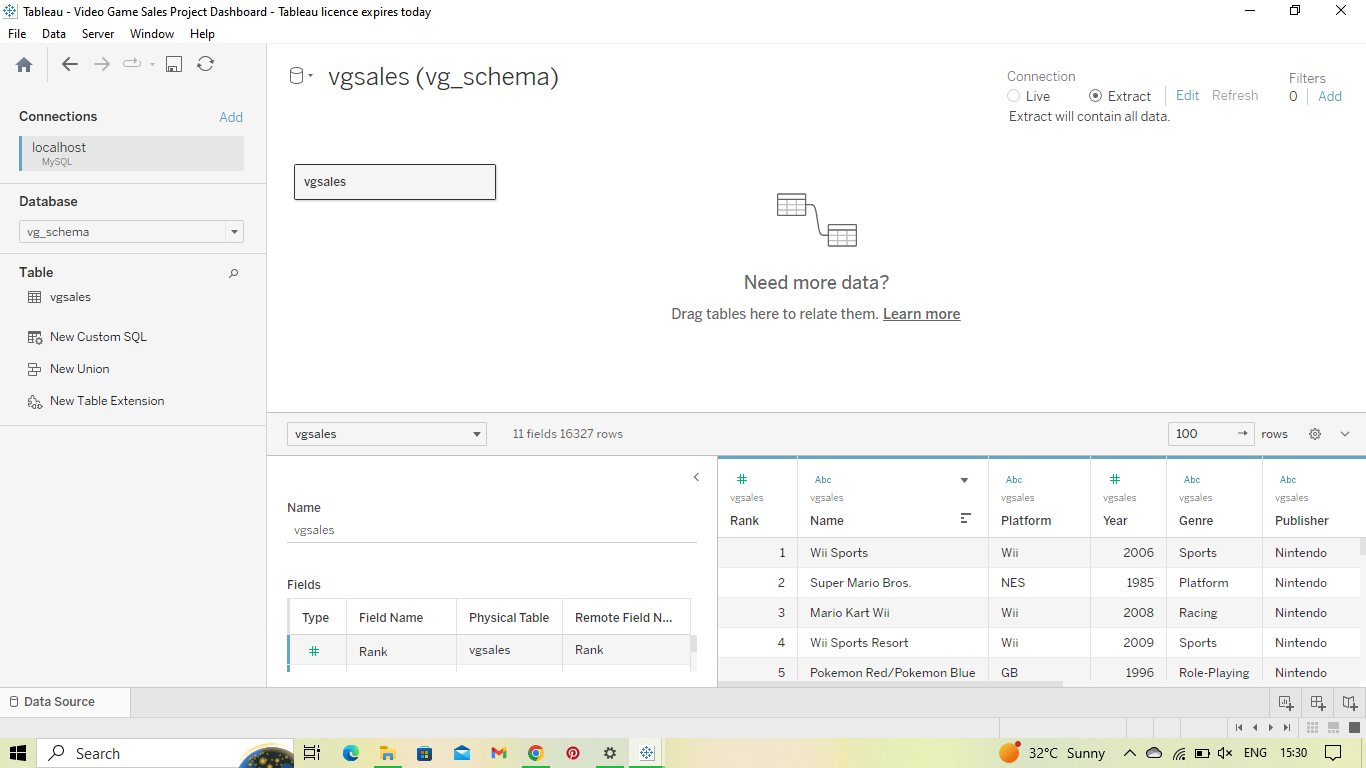 Tableau - Video Game Sales Project Dashboard - Tableau licence expires today
File Data Server Window Help
Connections Add
localhost
MySQL
Database
vg_schema
Table
vgsales
New Custom SQL
New Union
New Table Extension
vgsales (vg_schema)
Connection
Live Extract Edit Refresh
Extract will contain all data.
Filters
0 Add
vgsales
Need more data?
Drag tables here to relate them. Learn more
vgsales 11 fields 16327 rows 100 rows
Name
vgsales
Fields
Type Field Name Physical Table Remote Field N...
# Rank vgsales Rank
# Abc Abc # Abc Abc
vgsales vgsales vgsales vgsales vgsales vgsales
Rank Name Platform Year Genre Publisher
1 Wii Sports Wii 2006 Sports Nintendo
2 Super Mario Bros. NES 1985 Platform Nintendo
3 Mario Kart Wii Wii 2008 Racing Nintendo
4 Wii Sports Resort Wii 2009 Sports Nintendo
5 Pokemon Red/Pokemon Blue GB 1996 Role-Playing Nintendo
Data Source
Search 32°C Sunny ENG 15:30